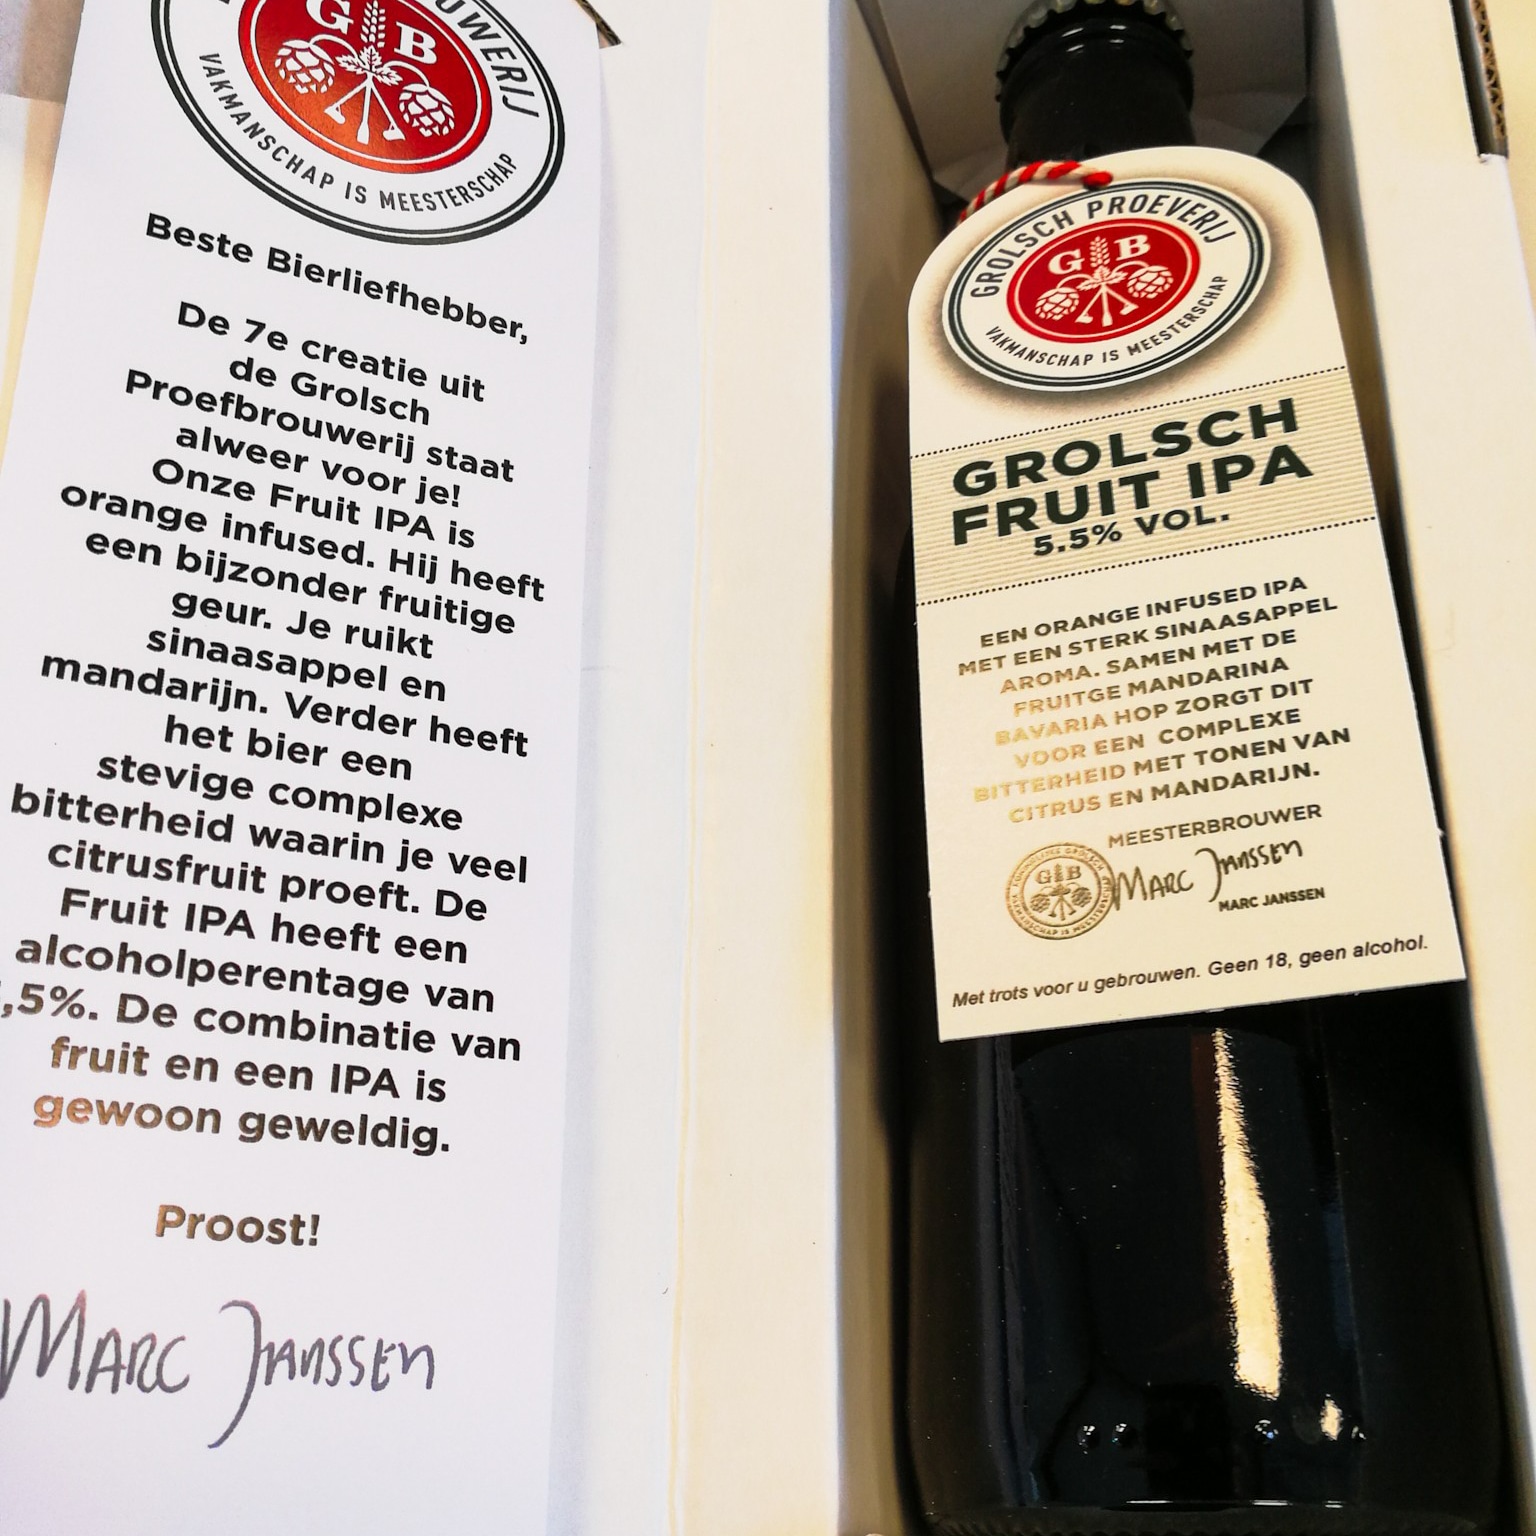 G B
VAKMANSCHAP IS MEESTERSCHAP
Beste Bierliefhebber,
De 7e creatie uit
de Grolsch
Proefbrouwerij staat
alweer voor je!
Onze Fruit IPA is
orange infused. Hij heeft
een bijzonder fruitige
geur. Je ruikt
sinaasappel en
mandarijn. Verder heeft
het bier een
stevige complexe
bitterheid waarin je veel
citrusfruit proeft. De
Fruit IPA heeft een
alcoholperentage van
,5%. De combinatie van
fruit en een IPA is
gewoon geweldig.
Proost!
Marc Janssen
GROLSCH PROEVERIJ
G B
VAKMANSCHAP IS MEESTERSCHAP
GROLSCH
FRUIT IPA
5.5% VOL.
EEN ORANGE INFUSED IPA
MET EEN STERK SINAASAPPEL
AROMA. SAMEN MET DE
FRUITGE MANDARINA
BAVARIA HOP ZORGT DIT
VOOR EEN COMPLEXE
BITTERHEID MET TONEN VAN
CITRUS EN MANDARIJN.
MEESTERBROUWER
G B
Marc Janssen
MARC JANSSEN
Met trots voor u gebrouwen. Geen 18, geen alcohol.